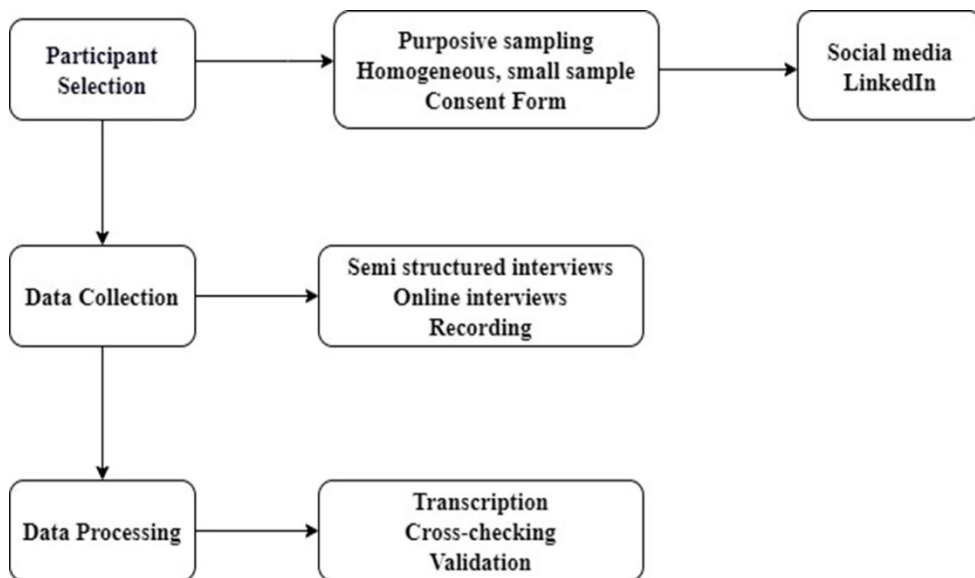 Participant
Selection
Purposive sampling
Homogeneous, small sample
Consent Form
Social media
LinkedIn
Data Collection
Semi structured interviews
Online interviews
Recording
Data Processing
Transcription
Cross-checking
Validation